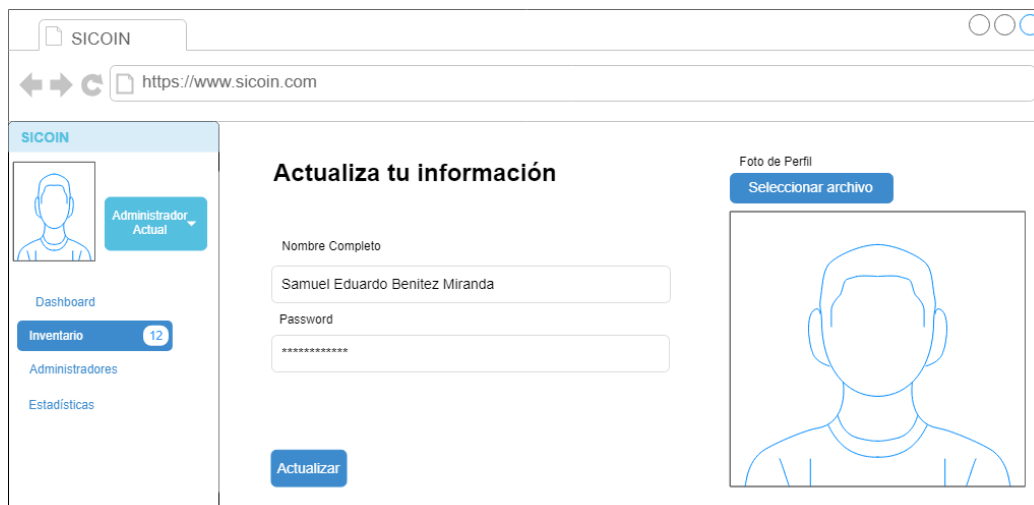 SICOIN
https://www.sicoin.com
SICOIN
Administrador
Actual
Dashboard
Inventario 12
Administradores
Estadísticas
Actualiza tu información
Nombre Completo
Samuel Eduardo Benitez Miranda
Password
************
Actualizar
Foto de Perfil
Seleccionar archivo